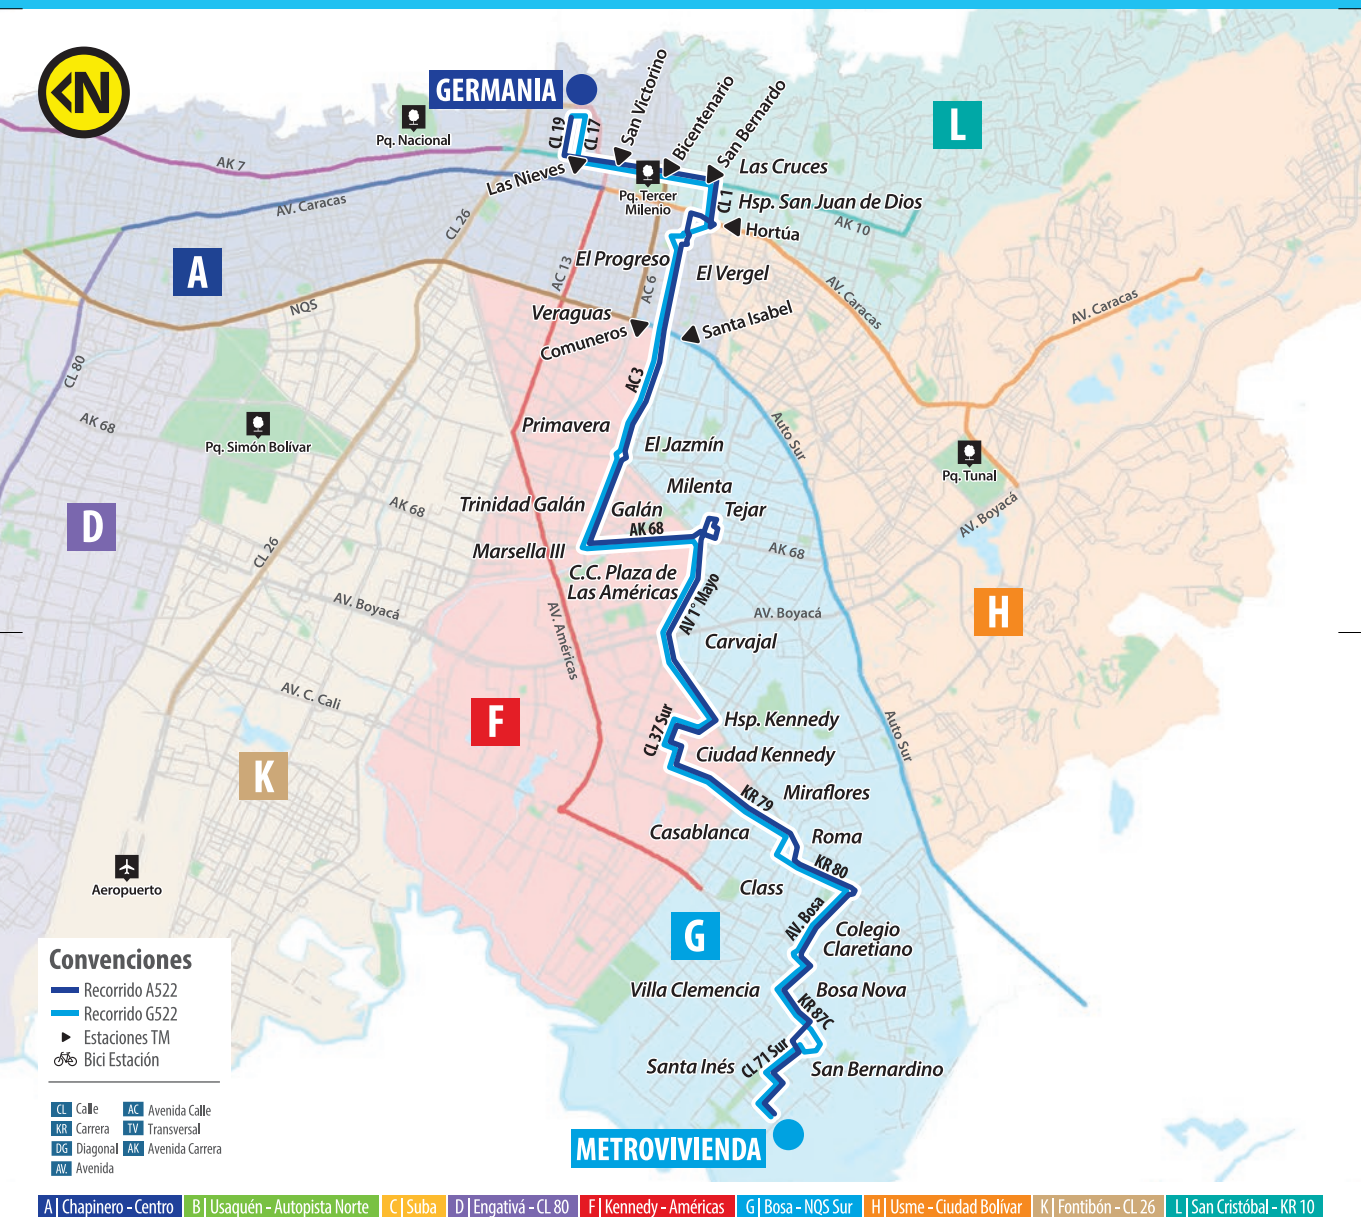 N
GERMANIA
CL 19
CL 17
San Victorino
Bicentenario
San Bernardo
Pq. Nacional
AK 7
Las Nieves
Pq. Tercer
Milenio
Las Cruces
L
CL 1
Hsp. San Juan de Dios
AV. Caracas
CL 26
AK 10
Hortúa
A
El Progreso
AC 13
AC 6
El Vergel
AV. Caracas
AV. Caracas
NQS
Veraguas
Comuneros
Santa Isabel
CL 80
AC 3
AK 68
Pq. Simón Bolívar
Primavera
El Jazmín
Auto Sur
Pq. Tunal
Milenta
Trinidad Galán
Galán
Tejar
AK 68
AK 68
AV. Boyacá
D
CL 26
Marsella III
AK 68
C.C. Plaza de
Las Américas
AV 1° Mayo
AV. Boyacá
AV. Américas
AV. Boyacá
H
Carvajal
AV. C. Cali
F
CL 37 Sur
Hsp. Kennedy
Auto Sur
Ciudad Kennedy
K
KR 79
Miraflores
Casablanca
Roma
Aeropuerto
KR 80
Class
AV. Bosa
G
Colegio
Claretiano
Villa Clemencia
Bosa Nova
KR 87C
CL 71 Sur
Santa Inés
San Bernardino
METROVIVIENDA
Convenciones
Recorrido A522
Recorrido G522
Estaciones TM
Bici Estación
CL Calle AC Avenida Calle
KR Carrera TV Transversal
DG Diagonal AK Avenida Carrera
AV. Avenida
A | Chapinero - Centro B | Usaquén - Autopista Norte C | Suba D | Engativá - CL 80 F | Kennedy - Américas G | Bosa - NQS Sur H | Usme - Ciudad Bolívar K | Fontibón - CL 26 L | San Cristóbal - KR 10